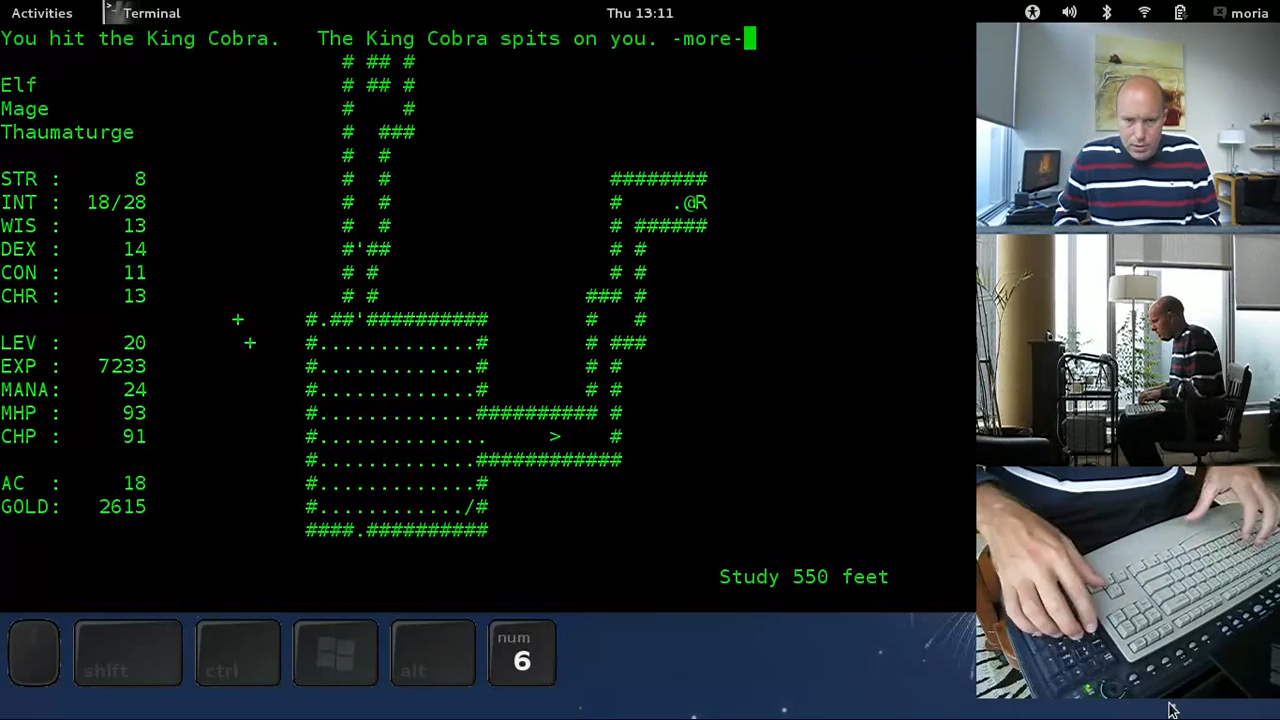 Activities Terminal Thu 13:11 moria
You hit the King Cobra. The King Cobra spits on you. -more-
# ## #
Elf # ## #
Mage # #
Thaumaturge # ###
# #
STR : 8 # # ########
INT : 18/28 # # # .@R
WIS : 13 # # # ######
DEX : 14 #'## # #
CON : 11 # # # #
CHR : 13 # # ### #
+ #.##'########## # #
LEV : 20 + #.............# # ###
EXP : 7233 #.............# # #
MANA: 24 #.............# # #
MHP : 93 #.............########## #
CHP : 91 #.............. > #
#.............############
AC : 18 #.............#
GOLD: 2615 #............/#
####.##########
Study 550 feet
shift ctrl alt num
6